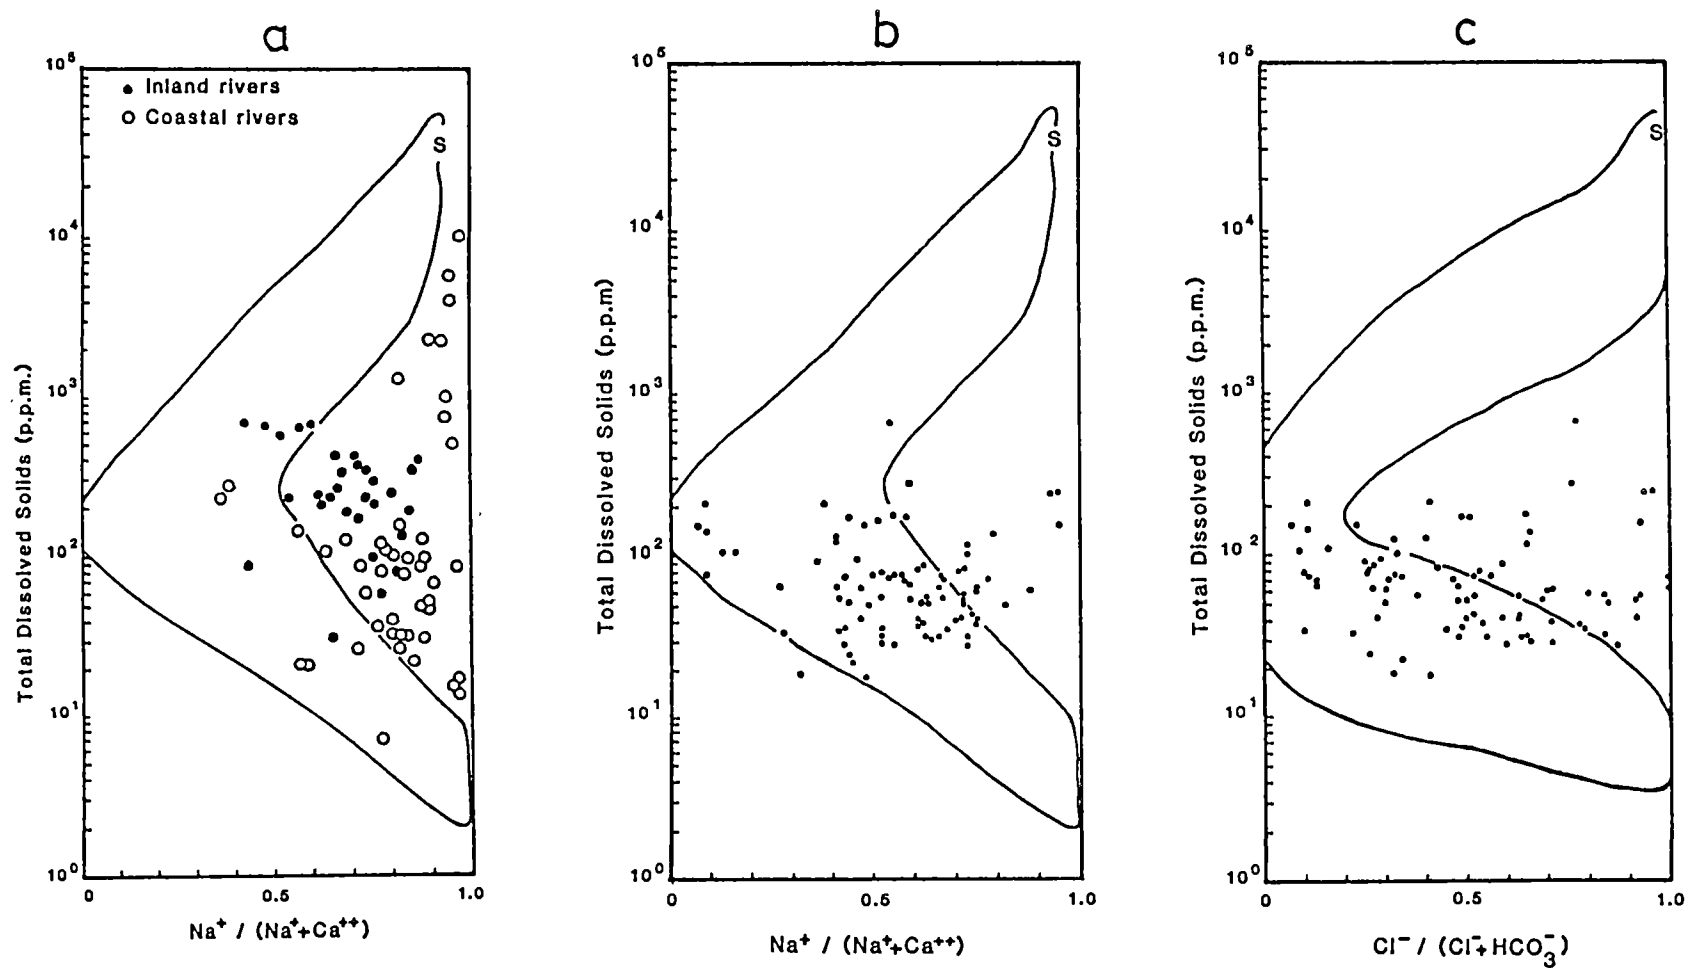 a
10⁵
● Inland rivers
○ Coastal rivers
S
10⁴
10³
10²
10¹
10⁰
0
0.5
1.0
Total Dissolved Solids (p.p.m.)
Na⁺ / (Na⁺+Ca⁺⁺)
b
10⁵
S
10⁴
10³
10²
10¹
10⁰
0
0.5
1.0
Total Dissolved Solids (p.p.m)
Na⁺ / (Na⁺+Ca⁺⁺)
c
10⁵
S
10⁴
10³
10²
10¹
10⁰
0
0.5
1.0
Total Dissolved Solids (p.p.m.)
Cl⁻ / (Cl⁻+HCO₃⁻)